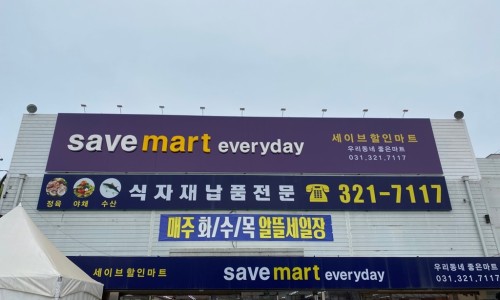 save mart everyday
세이브할인마트
우리동네 좋은마트
031.321.7117
정육 야채 수산
식자재납품전문 ☎ 321-7117
매주 화/수/목 알뜰세일장
세이브할인마트 save mart everyday
우리동네 좋은마트
031.321.7117